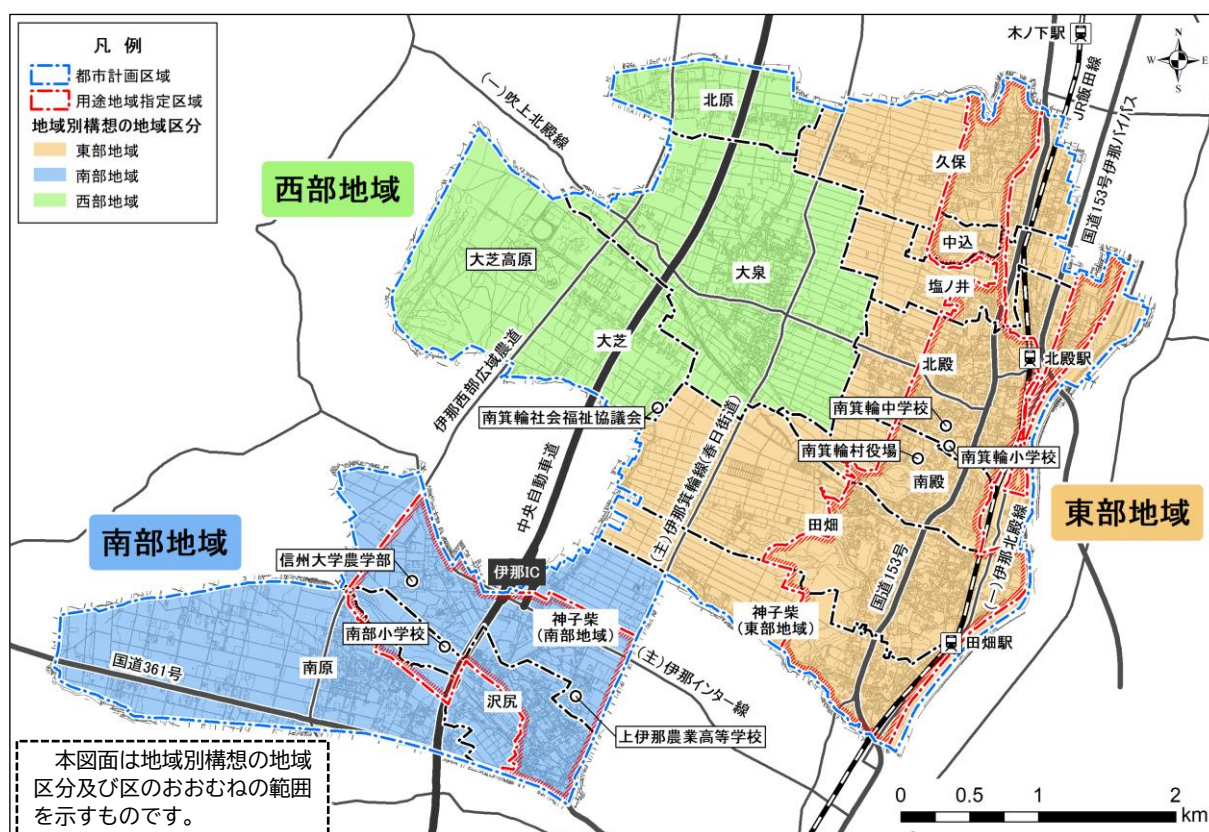 凡 例
都市計画区域
用途地域指定区域
地域別構想の地域区分
東部地域
南部地域
西部地域
木ノ下駅
N
W
E
S
JR飯田線
国道153号伊那バイパス
(一)吹上北殿線
北原
久保
西部地域
中込
大芝高原
大泉
塩ノ井
大芝
北殿
北殿駅
伊那西部広域農道
南箕輪社会福祉協議会
南箕輪中学校
南箕輪村役場
南箕輪小学校
南殿
中央自動車道
(主)伊那箕輪線(春日街道)
東部地域
田畑
南部地域
国道153号
(一)伊那北殿線
信州大学農学部
伊那IC
神子柴
(南部地域)
神子柴
(東部地域)
田畑駅
南部小学校
国道361号
南原
(主)伊那インター線
沢尻
上伊那農業高等学校
本図面は地域別構想の地域
区分及び区のおおむねの範囲
を示すものです。
0 0.5 1 2
km